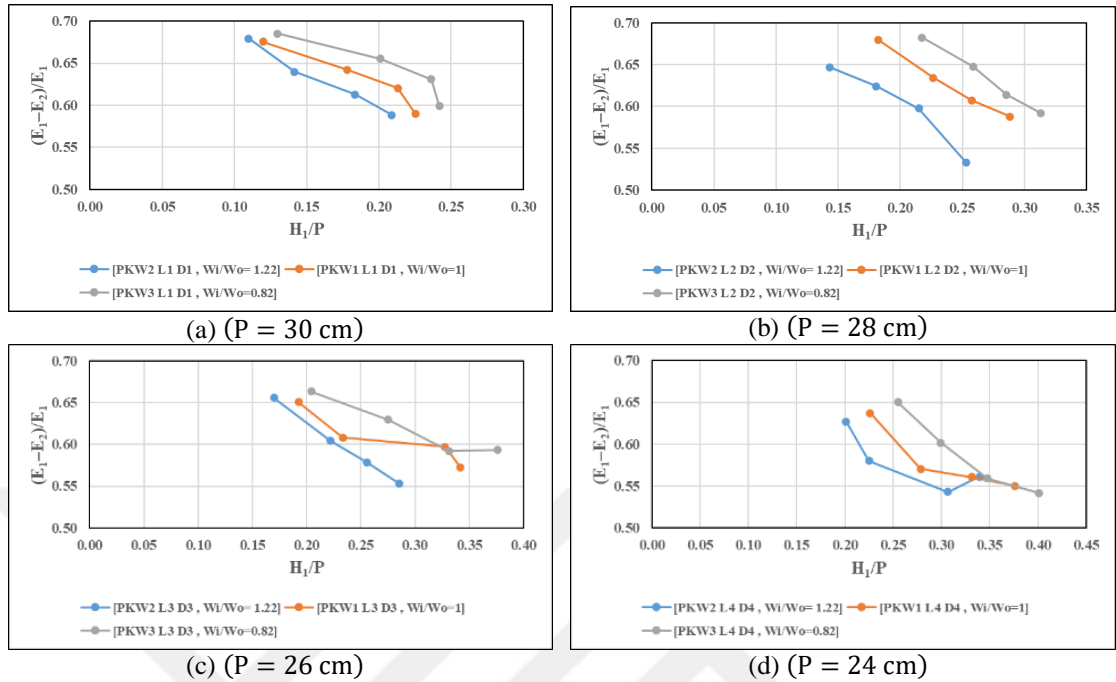 0.70
0.65
0.60
0.55
0.50
(E₁−E₂)/E₁
0.00 0.05 0.10 0.15 0.20 0.25 0.30
H₁/P
[PKW2 L1 D1 , Wi/Wo= 1.22] [PKW1 L1 D1 , Wi/Wo=1]
[PKW3 L1 D1 , Wi/Wo=0.82]
(a) (P = 30 cm)
0.70
0.65
0.60
0.55
0.50
(E₁−E₂)/E₁
0.00 0.05 0.10 0.15 0.20 0.25 0.30 0.35
H₁/P
[PKW2 L2 D2 , Wi/Wo= 1.22] [PKW1 L2 D2 , Wi/Wo=1]
[PKW3 L2 D2 , Wi/Wo=0.82]
(b) (P = 28 cm)
0.70
0.65
0.60
0.55
0.50
(E₁−E₂)/E₁
0.00 0.05 0.10 0.15 0.20 0.25 0.30 0.35 0.40
H₁/P
[PKW2 L3 D3 , Wi/Wo= 1.22] [PKW1 L3 D3 , Wi/Wo=1]
[PKW3 L3 D3 , Wi/Wo=0.82]
(c) (P = 26 cm)
0.70
0.65
0.60
0.55
0.50
(E₁−E₂)/E₁
0.00 0.05 0.10 0.15 0.20 0.25 0.30 0.35 0.40 0.45
H₁/P
[PKW2 L4 D4 , Wi/Wo= 1.22] [PKW1 L4 D4 , Wi/Wo=1]
[PKW3 L4 D4 , Wi/Wo=0.82]
(d) (P = 24 cm)